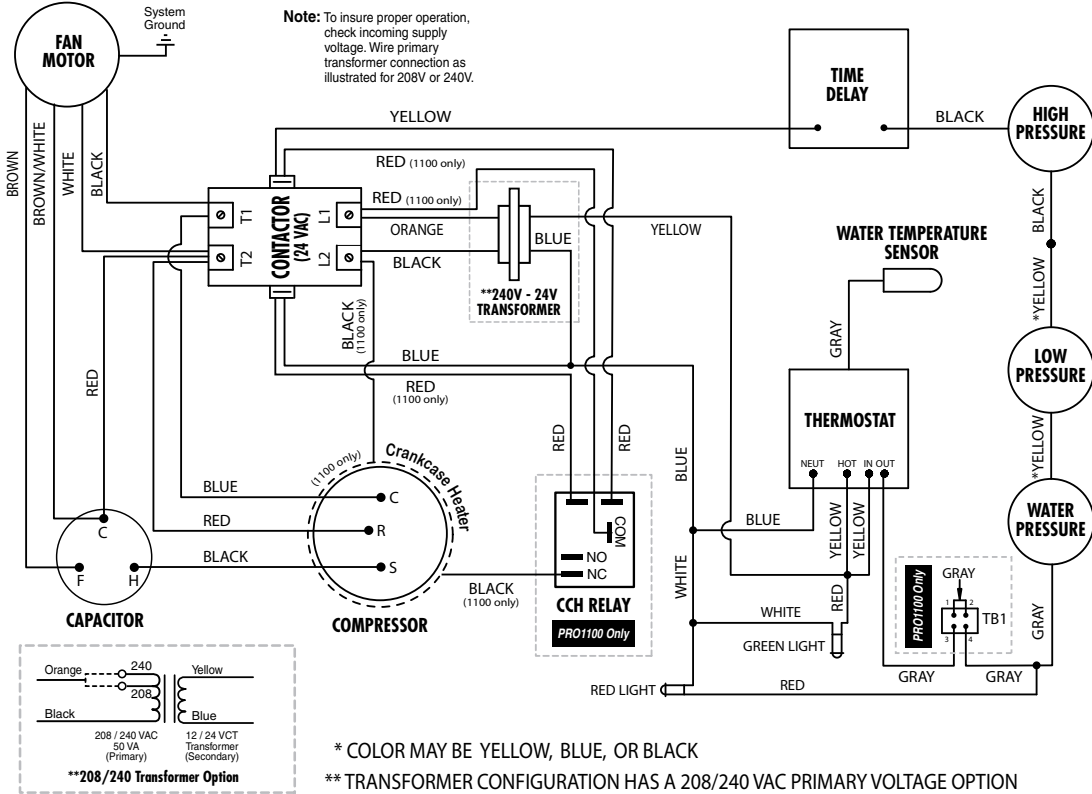 System
Ground
FAN
MOTOR
Note: To insure proper operation,
check incoming supply
voltage. Wire primary
transformer connection as
illustrated for 208V or 240V.
TIME
DELAY
HIGH
PRESSURE
YELLOW
BLACK
BROWN
BROWN/WHITE
WHITE
BLACK
RED (1100 only)
RED (1100 only)
T1
T2
CONTACTOR
(24 VAC)
L1
L2
ORANGE
BLACK
BLUE
YELLOW
**240V - 24V
TRANSFORMER
WATER TEMPERATURE
SENSOR
BLACK
*YELLOW
GRAY
BLACK
(1100 only)
BLUE
RED
(1100 only)
RED
LOW
PRESSURE
THERMOSTAT
NEUT
HOT
IN
OUT
*YELLOW
RED
RED
BLUE
(1100 only)
Crankcase Heater
BLUE
C
RED
R
BLACK
S
COM
NO
NC
BLUE
YELLOW
YELLOW
WATER
PRESSURE
C
F
H
CAPACITOR
COMPRESSOR
BLACK
(1100 only)
CCH RELAY
PRO1100 Only
WHITE
WHITE
RED
GREEN LIGHT
PRO1100 Only
GRAY
1
2
3
4
TB1
GRAY
GRAY
GRAY
RED LIGHT
RED
Orange
240
208
Yellow
Black
Blue
208 / 240 VAC
50 VA
(Primary)
12 / 24 VCT
Transformer
(Secondary)
**208/240 Transformer Option
* COLOR MAY BE YELLOW, BLUE, OR BLACK
** TRANSFORMER CONFIGURATION HAS A 208/240 VAC PRIMARY VOLTAGE OPTION